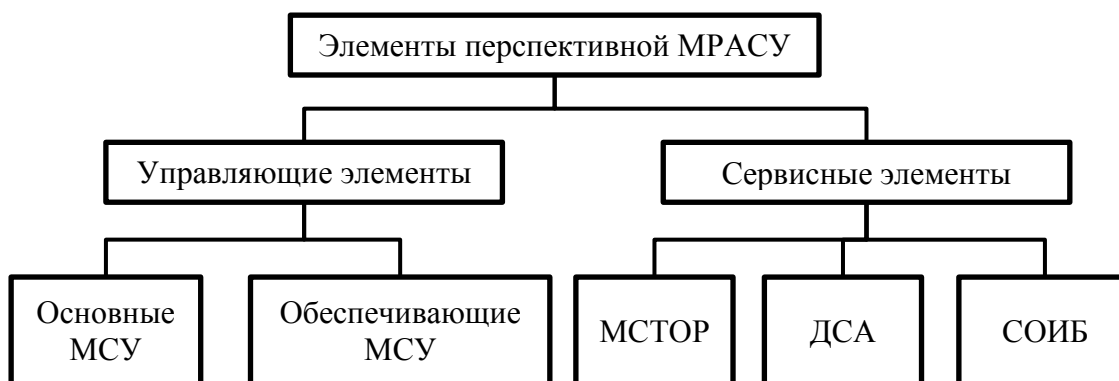 Элементы перспективной МРАСУ
Управляющие элементы
Сервисные элементы
Основные
МСУ
Обеспечивающие
МСУ
МСТОР
ДСА
СОИБ